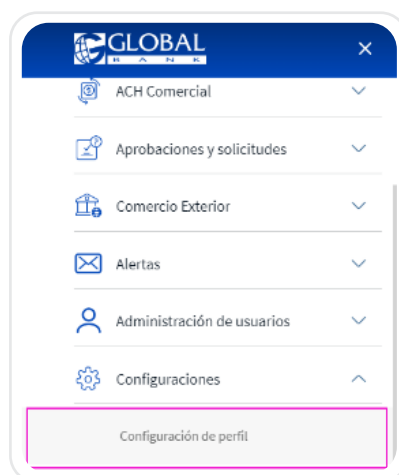 GLOBAL
BANK
ACH Comercial
Aprobaciones y solicitudes
Comercio Exterior
Alertas
Administración de usuarios
Configuraciones
Configuración de perfil